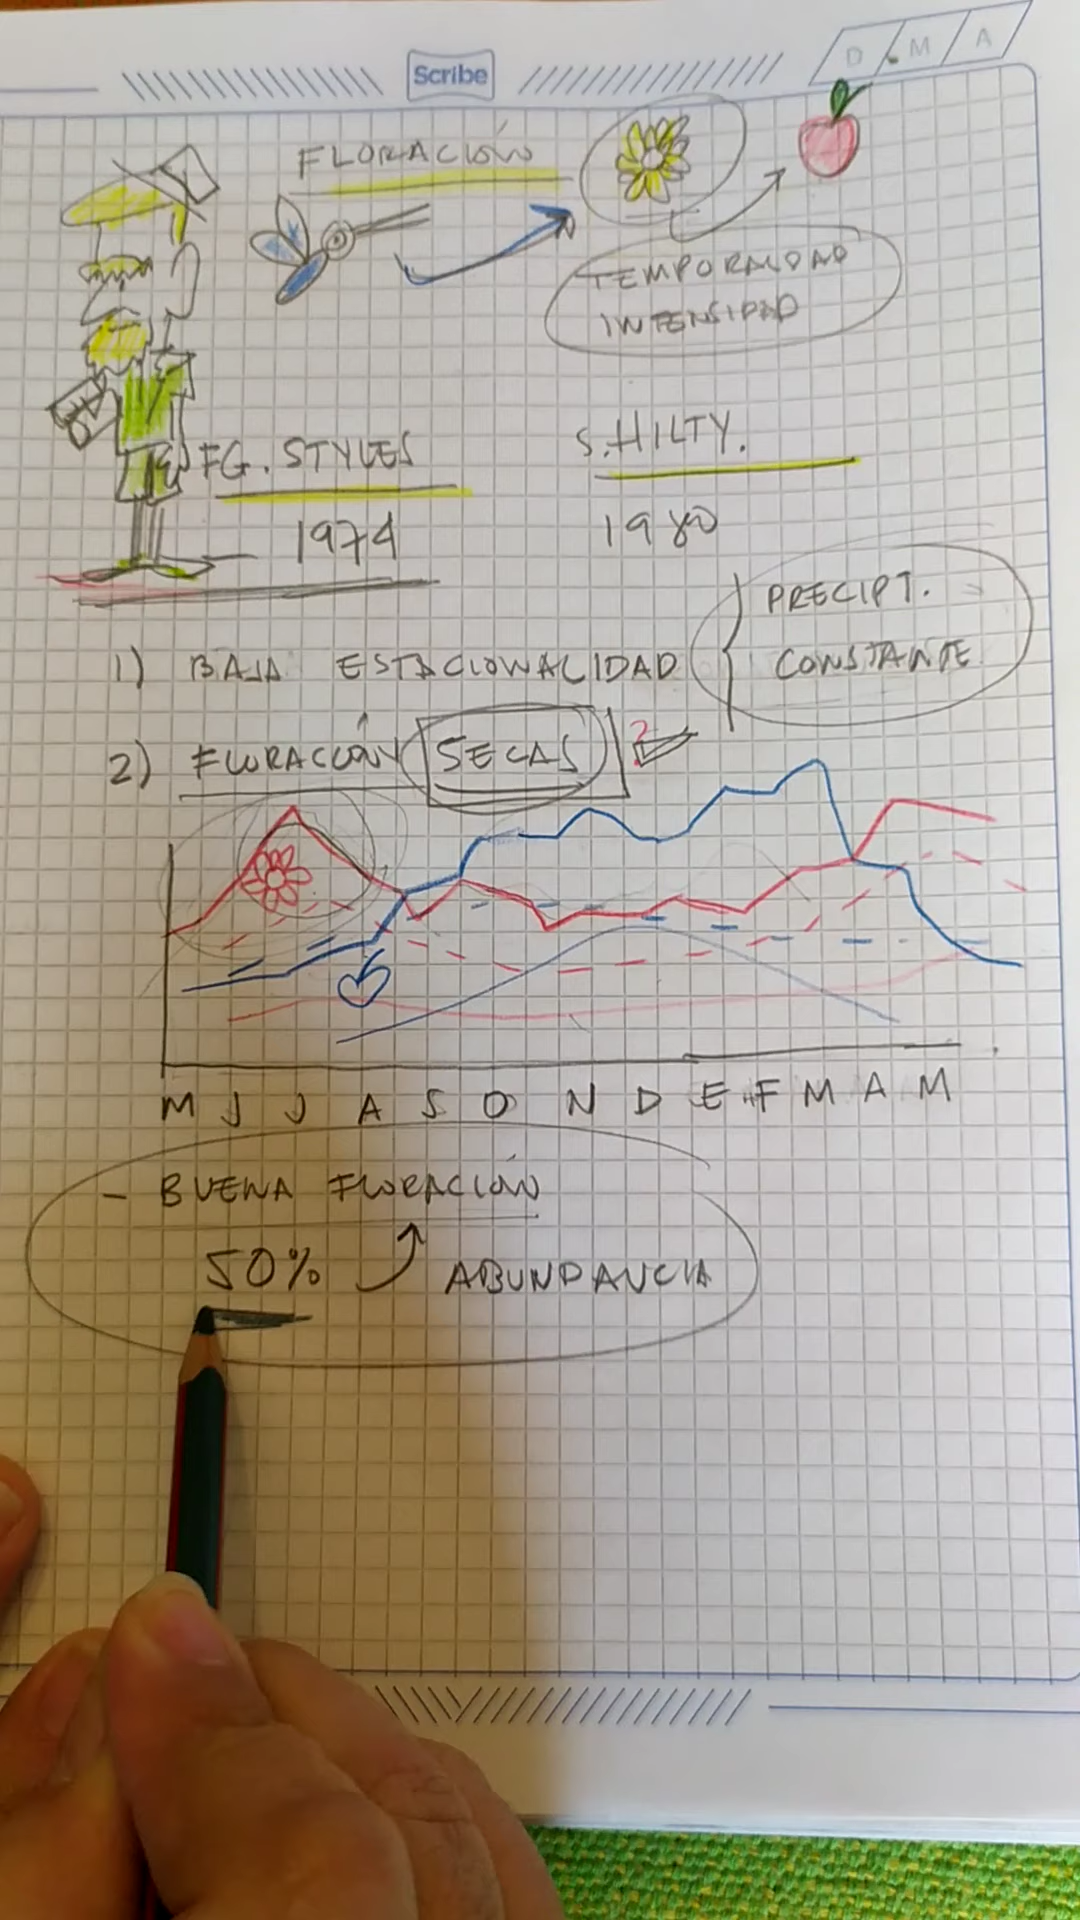 Scribe
D M A
FLORACIÓN
TEMPORALIDAD
INTENSIDAD
FG. STYLES
1974
S. HILTY.
1980
1) BAJA ESTACIONALIDAD
PRECIPT.
CONSTANTE
2) FLORACIÓN SECAS ?
M J J A S O N D E F M A M
- BUENA FLORACIÓN
50% ABUNDANCIA